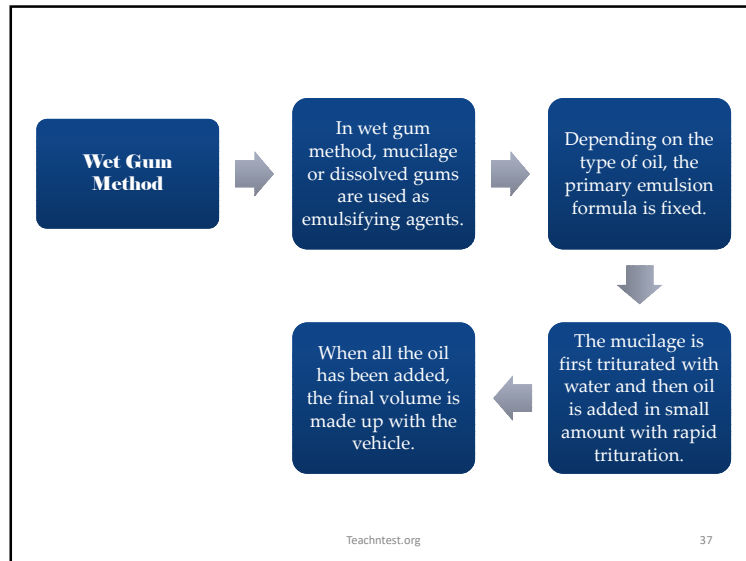 Wet Gum
Method
In wet gum
method, mucilage
or dissolved gums
are used as
emulsifying agents.
Depending on the
type of oil, the
primary emulsion
formula is fixed.
The mucilage is
first triturated with
water and then oil
is added in small
amount with rapid
trituration.
When all the oil
has been added,
the final volume is
made up with the
vehicle.
Teachntest.org
37